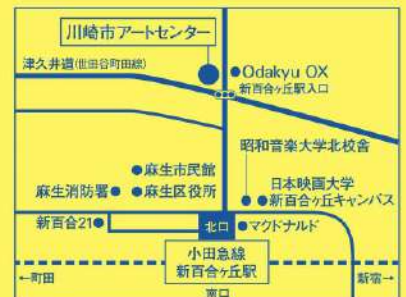 川崎市アートセンター
津久井道(世田谷町田線)
Odakyu OX
新百合ヶ丘駅入口
昭和音楽大学北校舎
麻生市民館
日本映画大学
麻生消防署
麻生区役所
新百合ヶ丘キャンパス
新百合21
北口
マクドナルド
小田急線
新百合ヶ丘駅
←町田
新宿→
南口